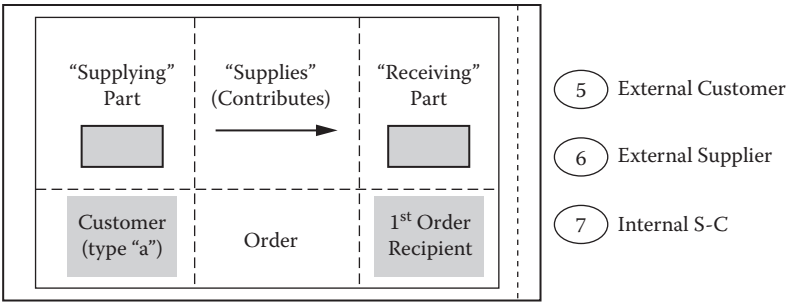 “Supplying” Part
“Supplies” (Contributes)
“Receiving” Part
Customer (type “a”)
Order
1st Order Recipient
5 External Customer
6 External Supplier
7 Internal S-C